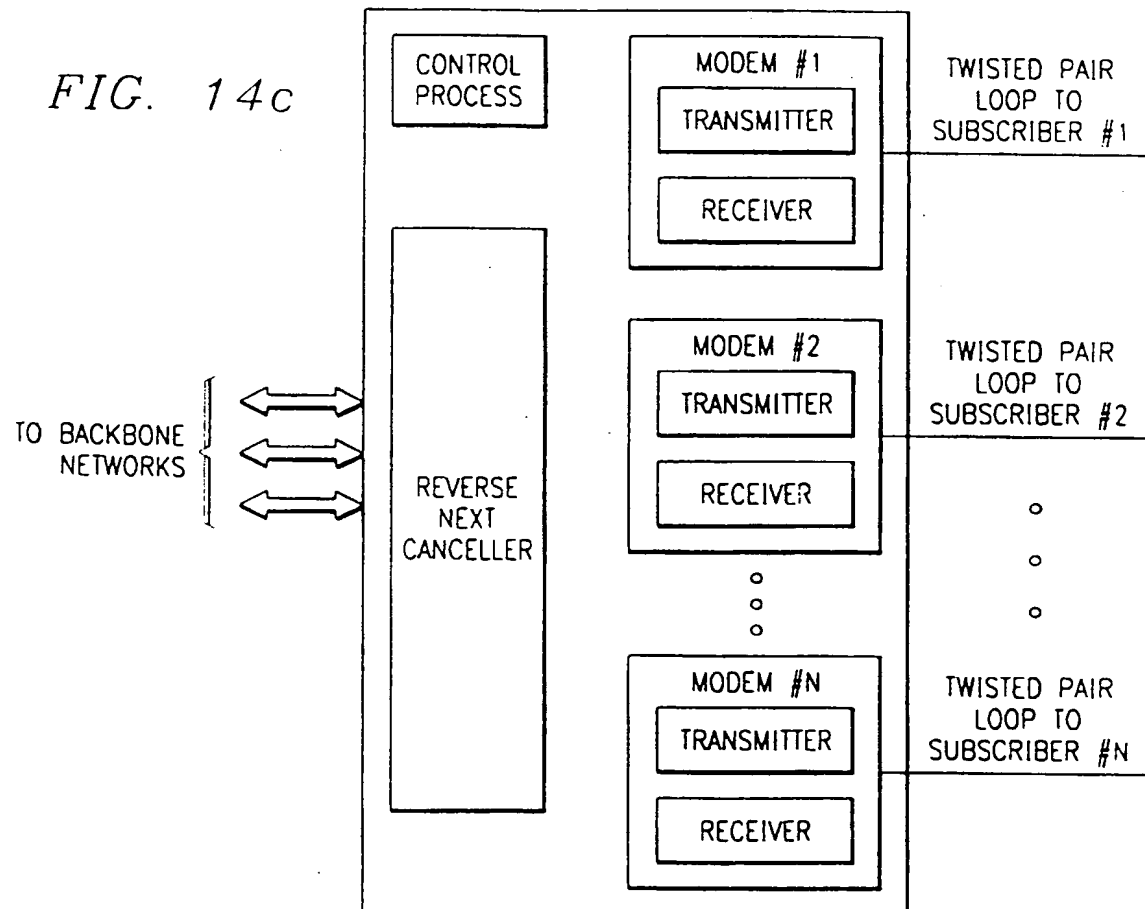 FIG. 14c
CONTROL
PROCESS
MODEM #1
TRANSMITTER
RECEIVER
TWISTED PAIR
LOOP TO
SUBSCRIBER #1
MODEM #2
TRANSMITTER
RECEIVER
TWISTED PAIR
LOOP TO
SUBSCRIBER #2
TO BACKBONE
NETWORKS
REVERSE
NEXT
CANCELLER
MODEM #N
TRANSMITTER
RECEIVER
TWISTED PAIR
LOOP TO
SUBSCRIBER #N